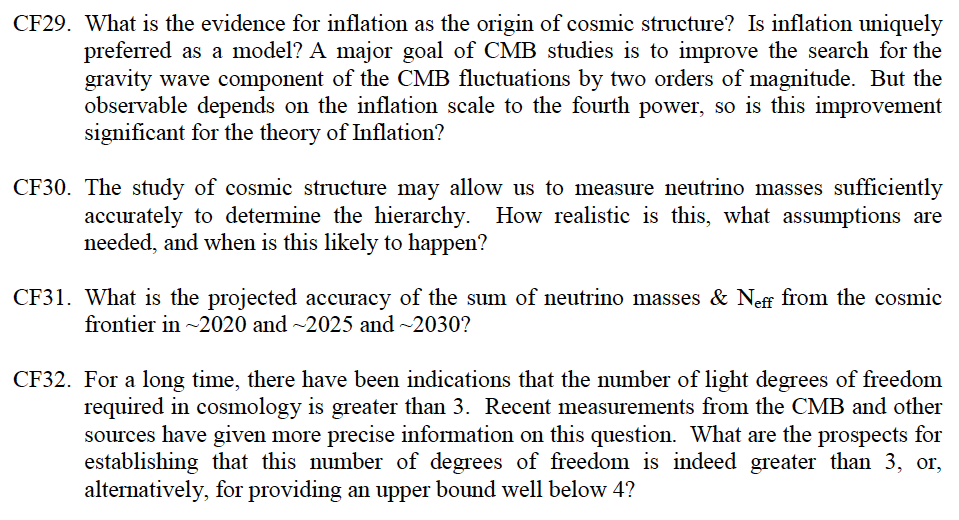 CF29. What is the evidence for inflation as the origin of cosmic structure? Is inflation uniquely
preferred as a model? A major goal of CMB studies is to improve the search for the
gravity wave component of the CMB fluctuations by two orders of magnitude. But the
observable depends on the inflation scale to the fourth power, so is this improvement
significant for the theory of Inflation?
CF30. The study of cosmic structure may allow us to measure neutrino masses sufficiently
accurately to determine the hierarchy. How realistic is this, what assumptions are
needed, and when is this likely to happen?
CF31. What is the projected accuracy of the sum of neutrino masses & Neff from the cosmic
frontier in ~2020 and ~2025 and ~2030?
CF32. For a long time, there have been indications that the number of light degrees of freedom
required in cosmology is greater than 3. Recent measurements from the CMB and other
sources have given more precise information on this question. What are the prospects for
establishing that this number of degrees of freedom is indeed greater than 3, or,
alternatively, for providing an upper bound well below 4?